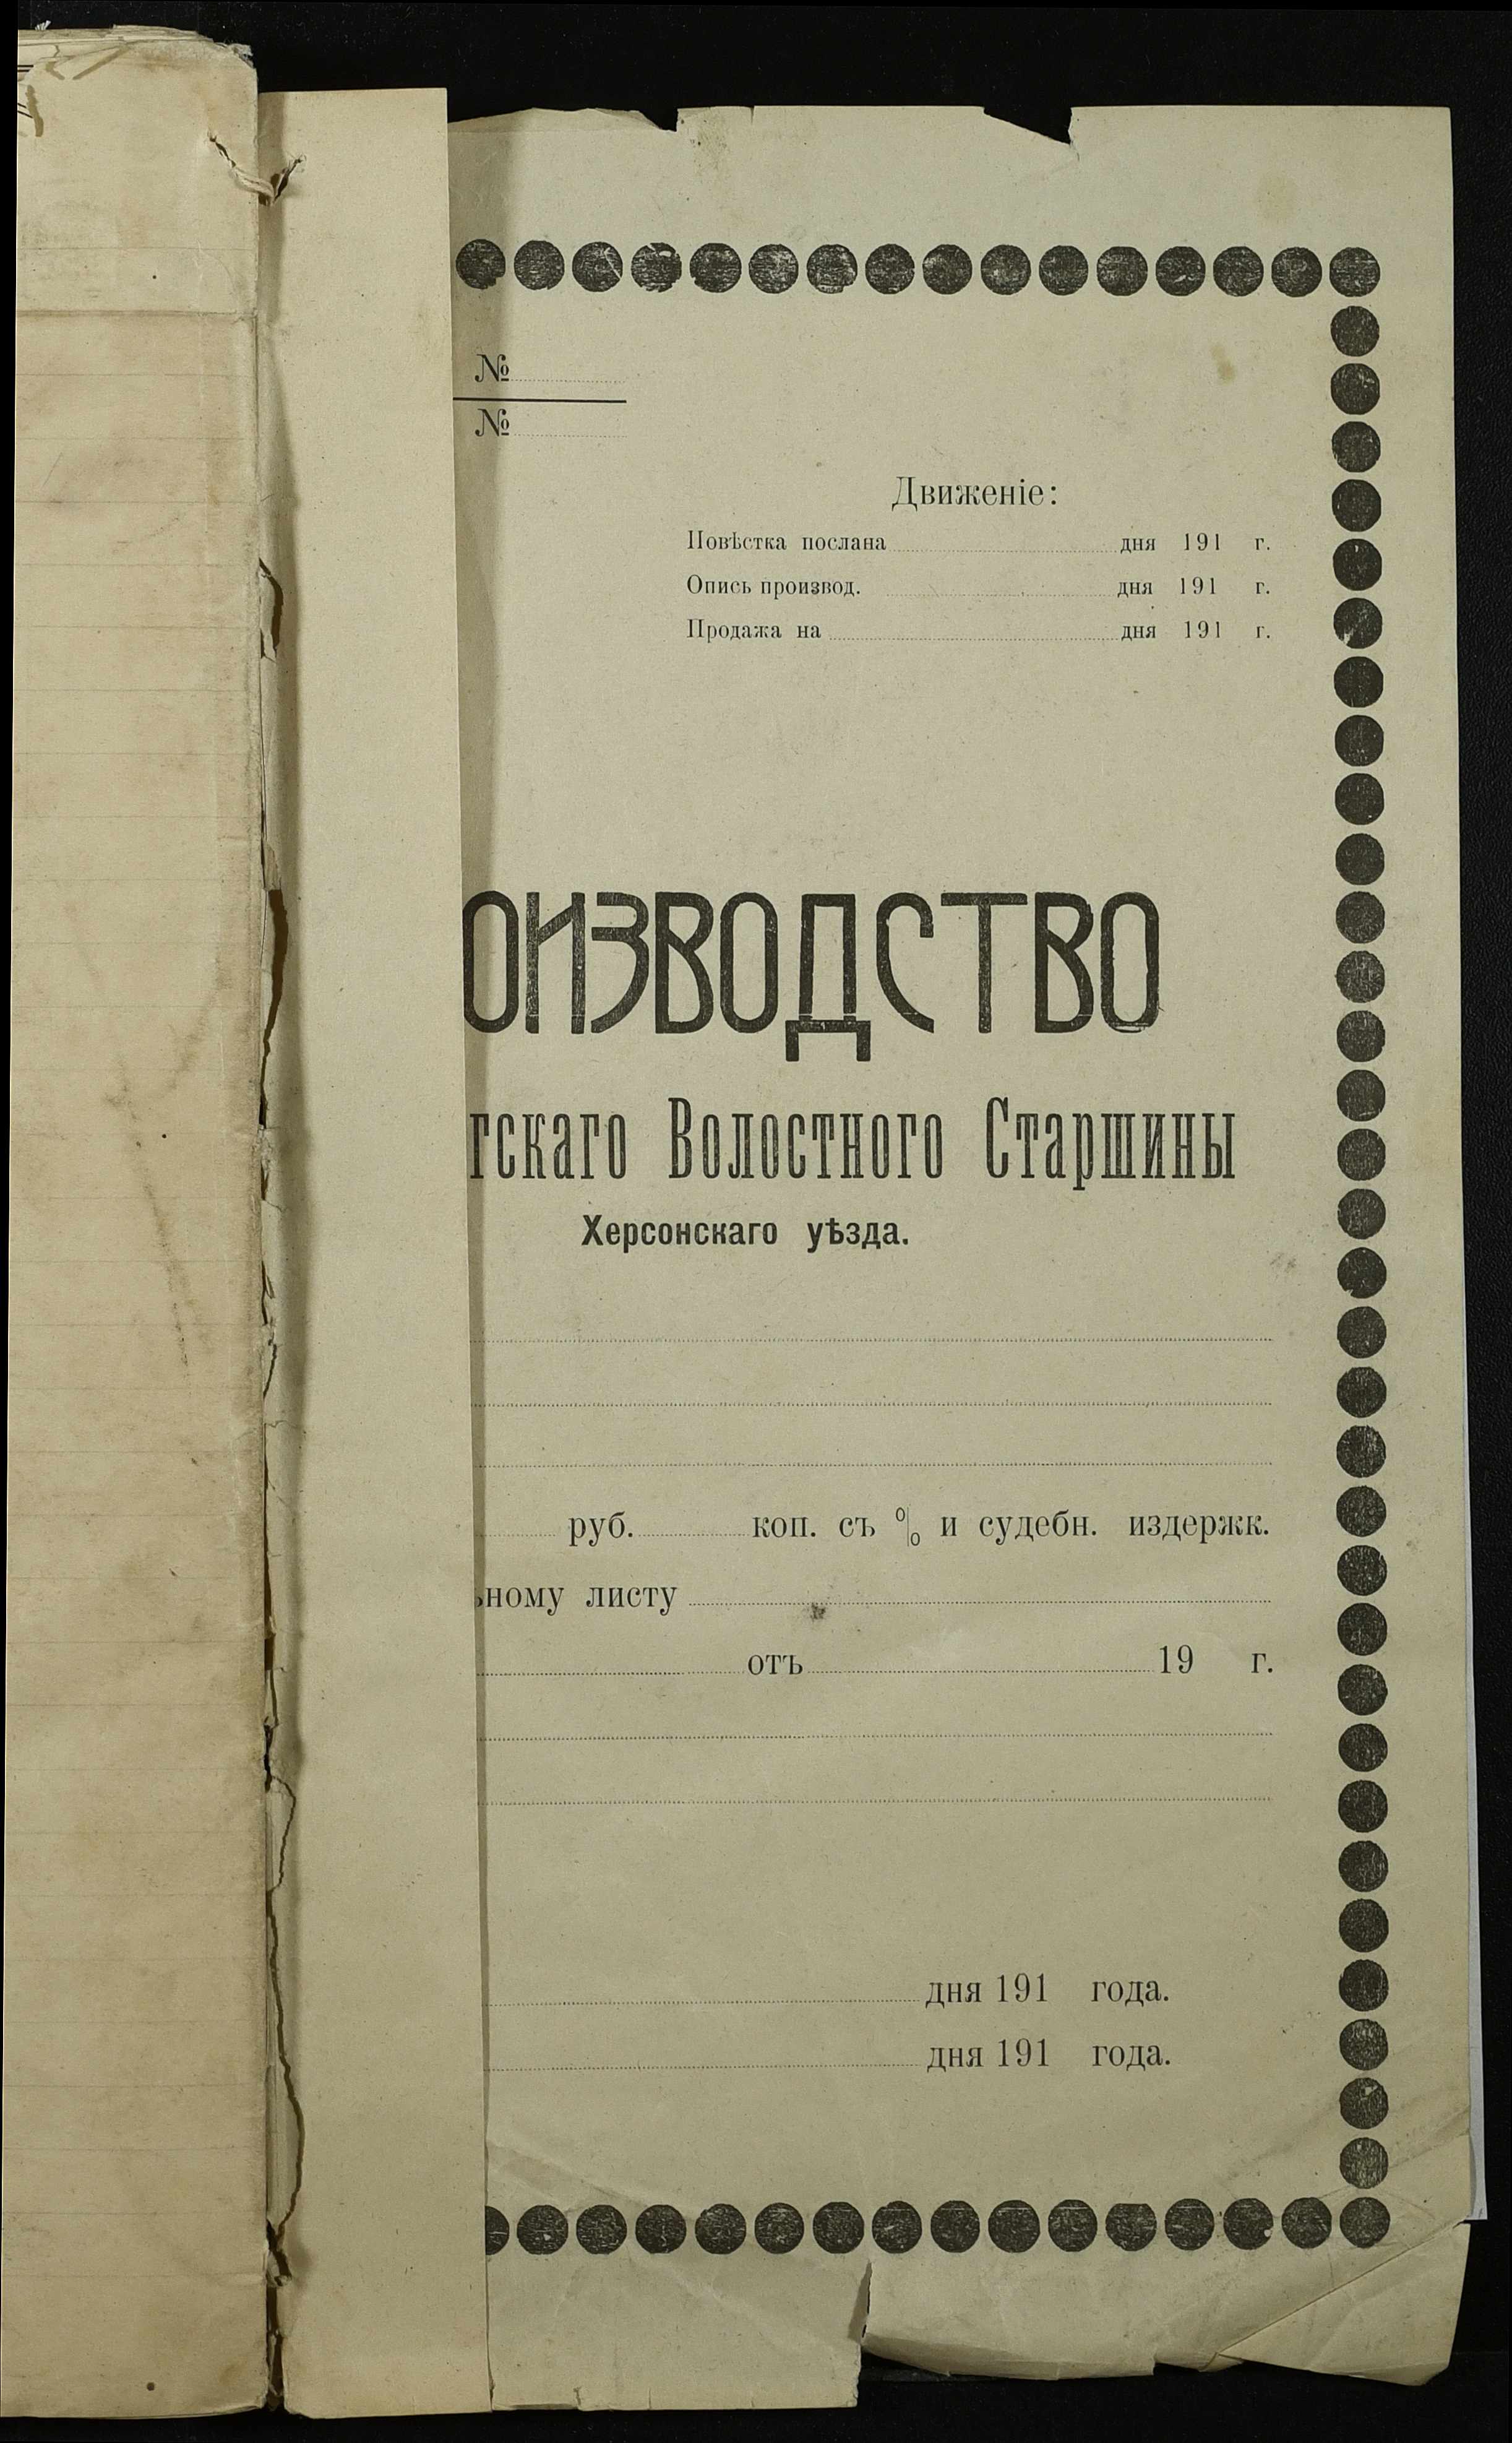 №
№
Движеніе:
Повѣстка послана дня 191 г.
Опись производ. дня 191 г.
Продажа на дня 191 г.
ОИЗВОДСТВО
тскаго Волостного Старшины
Херсонскаго уѣзда.
руб. коп. съ % и судебн. издержк.
ьному листу
отъ 19 г.
дня 191 года.
дня 191 года.